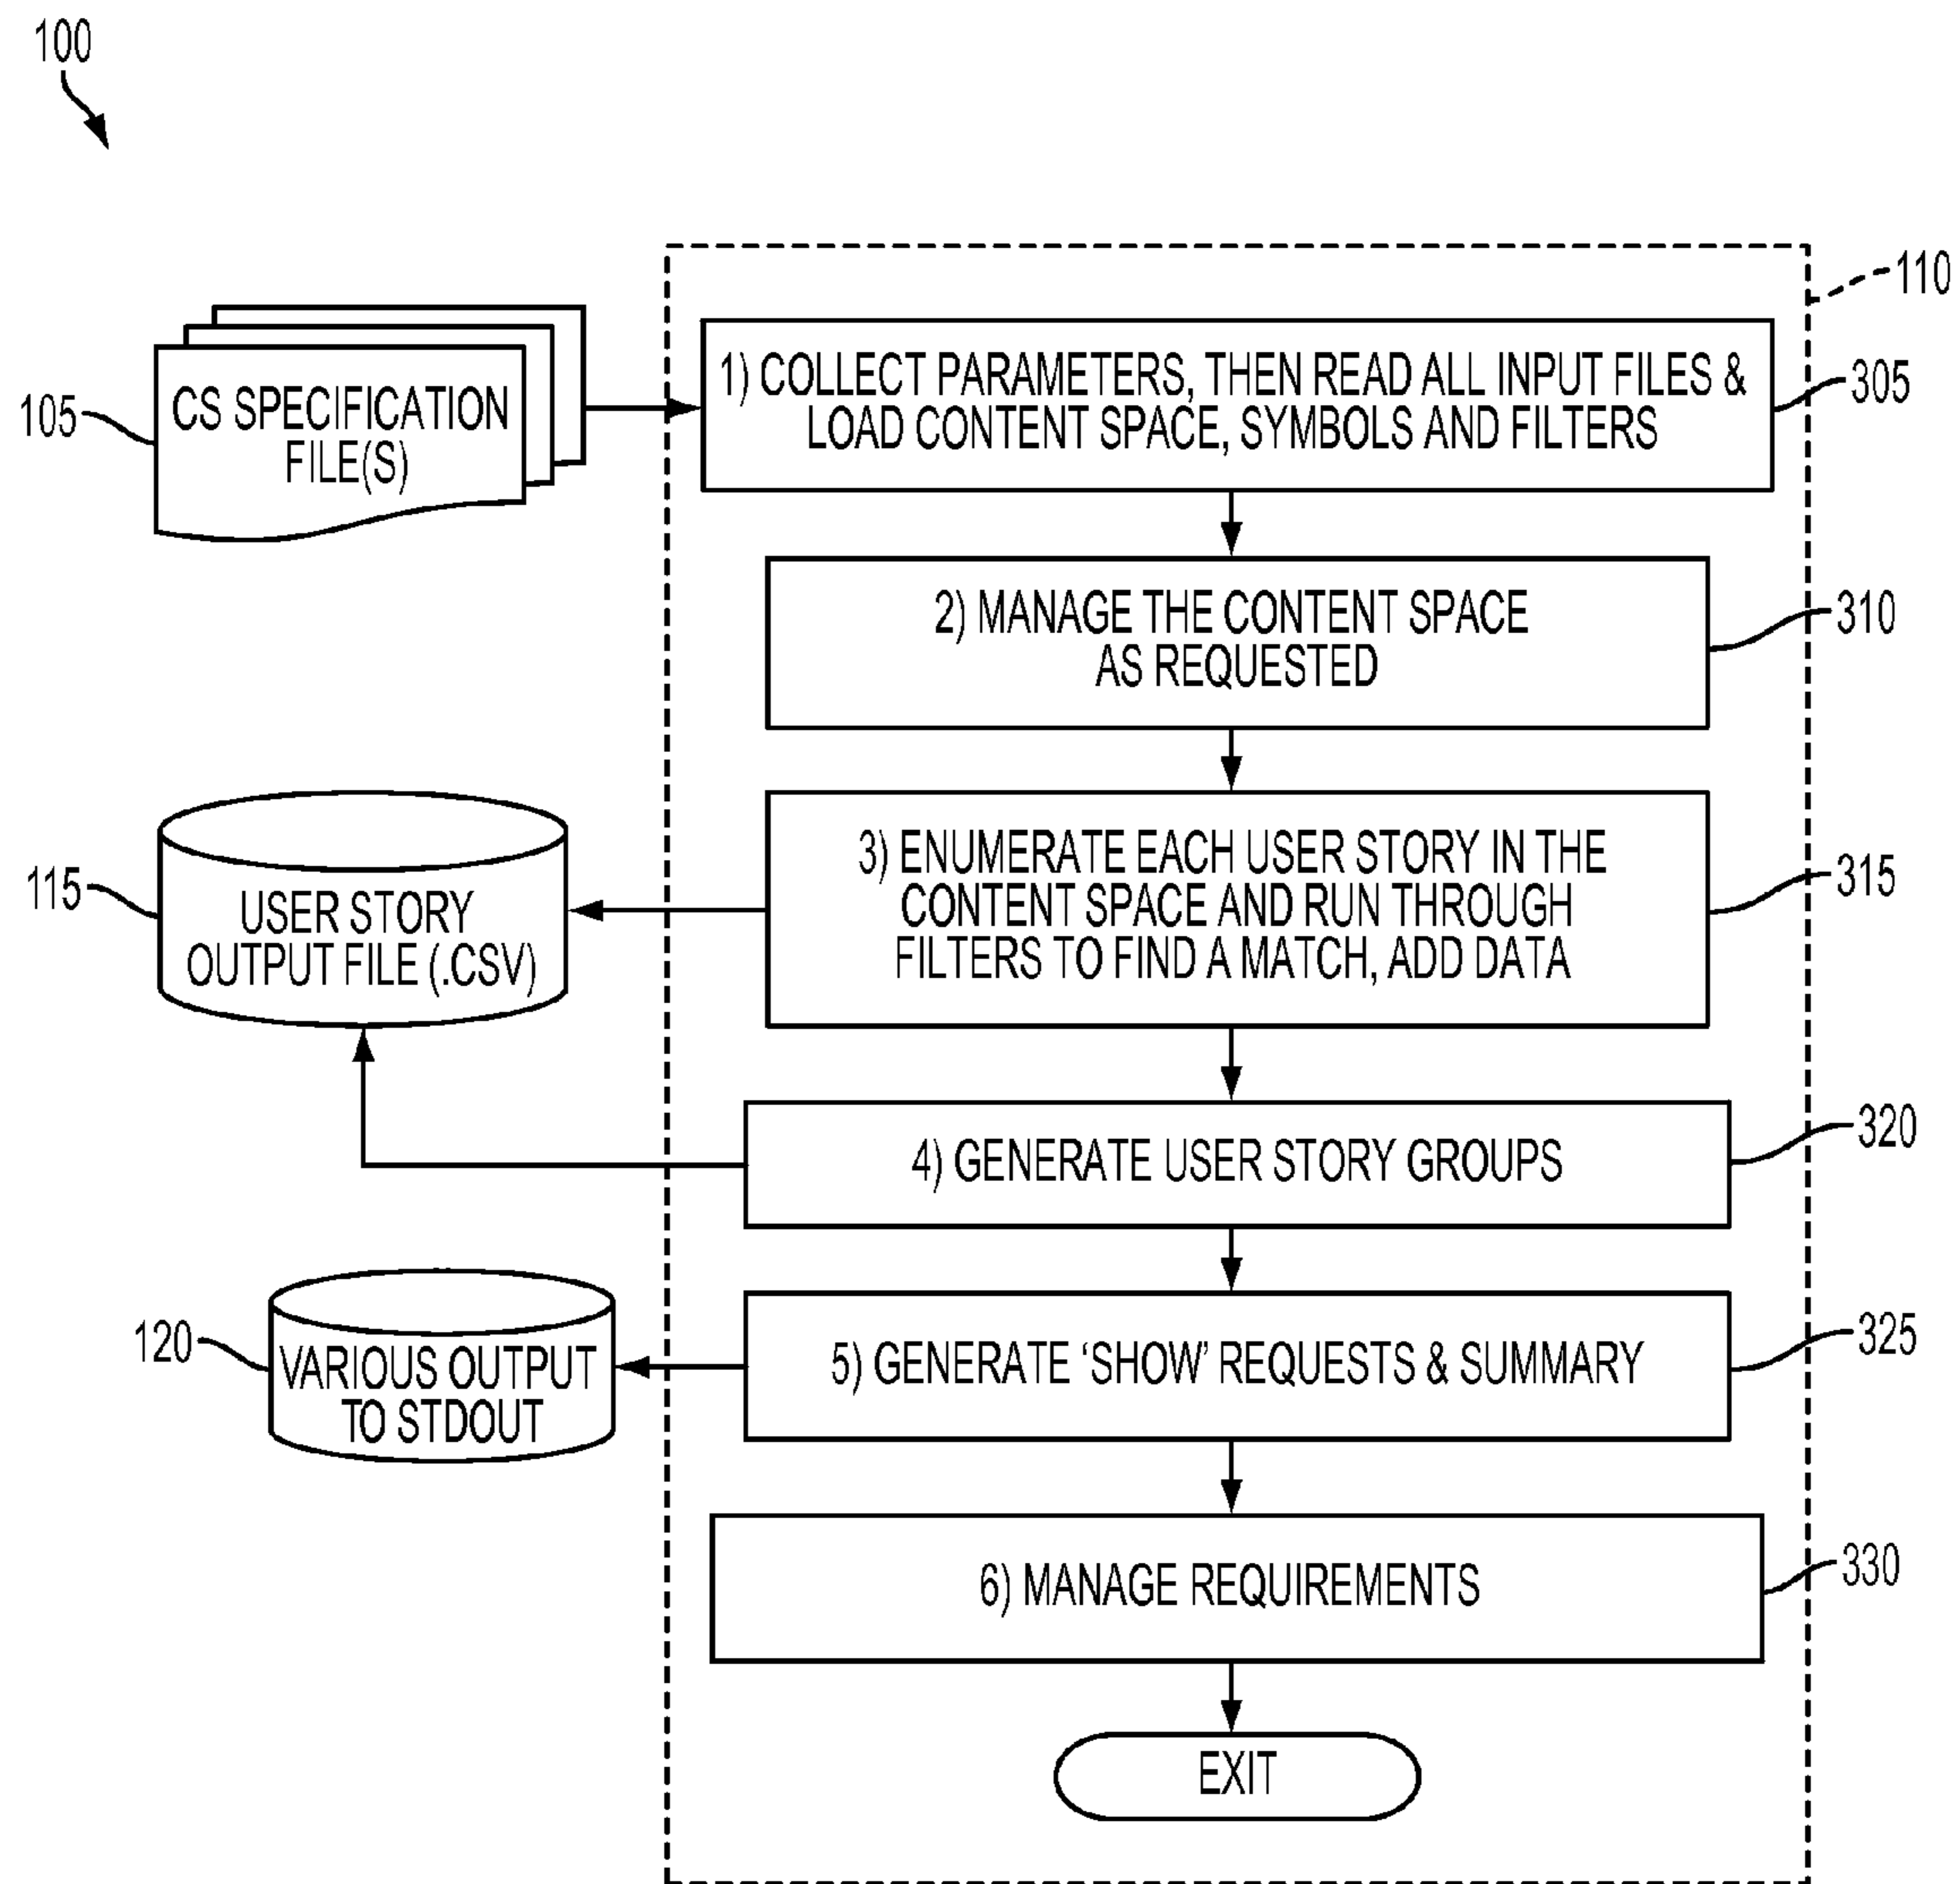 100
110
CS SPECIFICATION
FILE(S)
105
1) COLLECT PARAMETERS, THEN READ ALL INPUT FILES &
LOAD CONTENT SPACE, SYMBOLS AND FILTERS
305
2) MANAGE THE CONTENT SPACE
AS REQUESTED
310
115
USER STORY
OUTPUT FILE (.CSV)
3) ENUMERATE EACH USER STORY IN THE
CONTENT SPACE AND RUN THROUGH
FILTERS TO FIND A MATCH, ADD DATA
315
4) GENERATE USER STORY GROUPS
320
120
VARIOUS OUTPUT
TO STDOUT
5) GENERATE ‘SHOW’ REQUESTS & SUMMARY
325
6) MANAGE REQUIREMENTS
330
EXIT